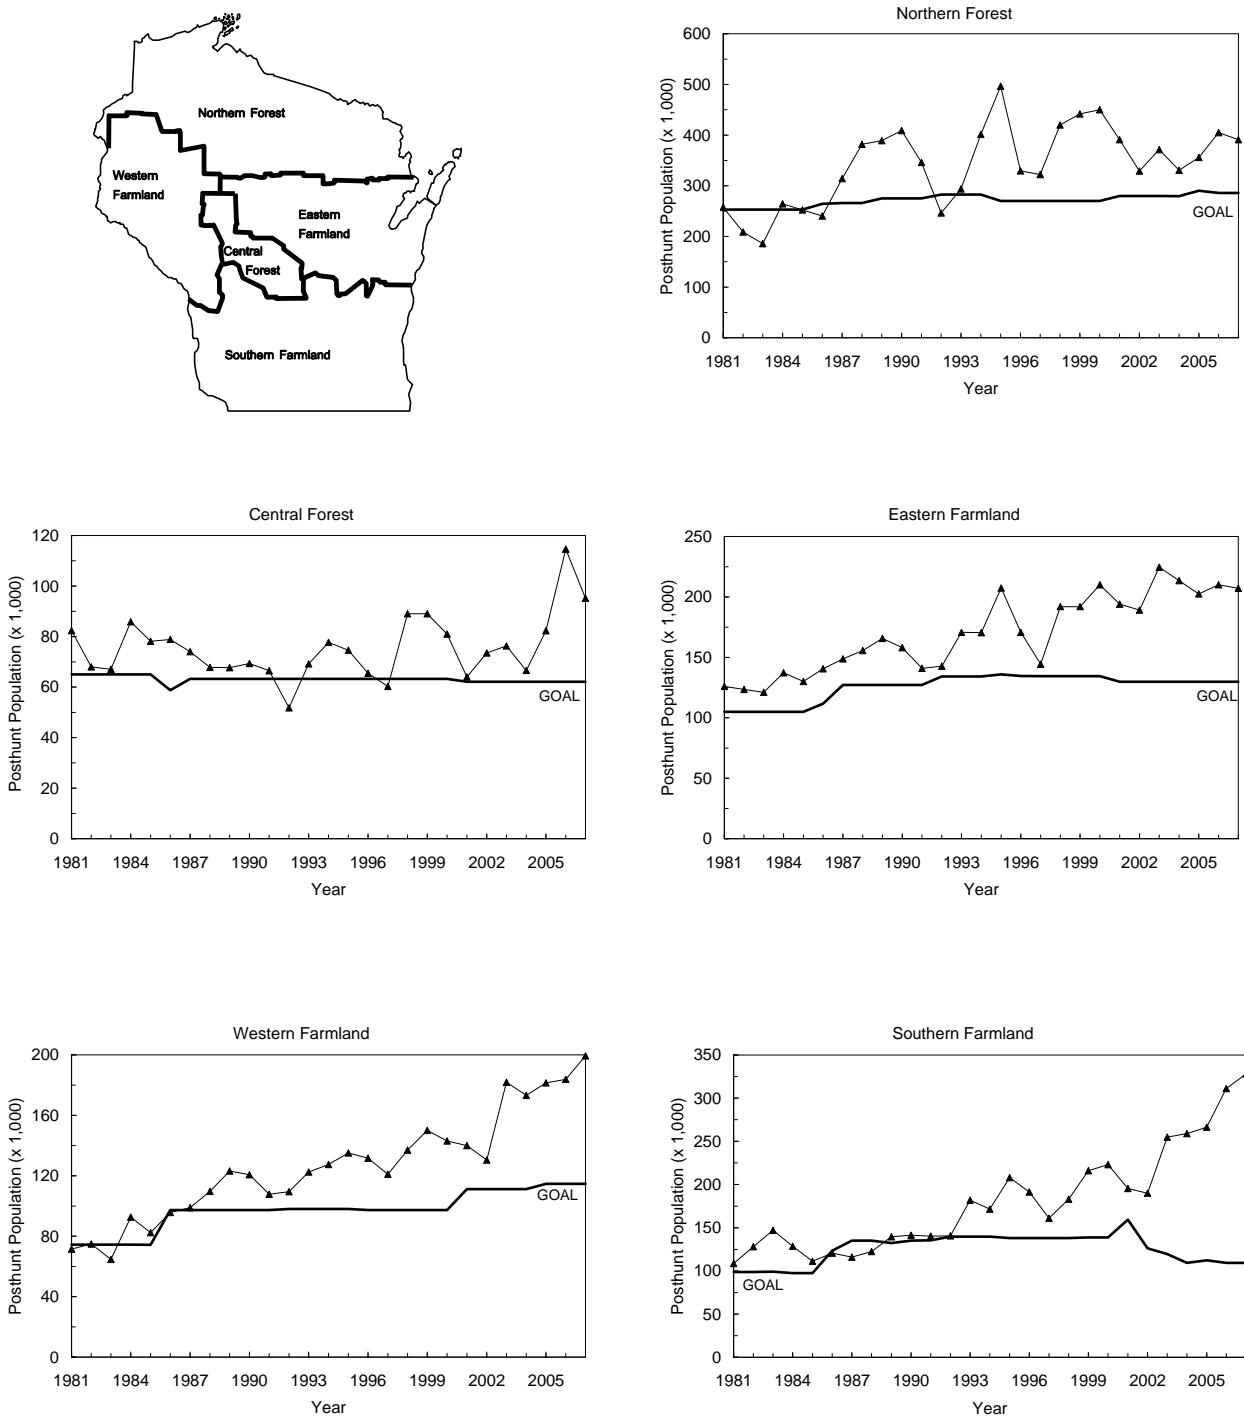 Northern Forest
Western
Farmland
Eastern
Farmland
Central
Forest
Southern Farmland
Northern Forest
Posthunt Population (x 1,000)
600
500
400
300
200
100
0
GOAL
1981 1984 1987 1990 1993 1996 1999 2002 2005
Year
Central Forest
Posthunt Population (x 1,000)
120
100
80
60
40
20
0
GOAL
1981 1984 1987 1990 1993 1996 1999 2002 2005
Year
Eastern Farmland
Posthunt Population (x 1,000)
250
200
150
100
50
0
GOAL
1981 1984 1987 1990 1993 1996 1999 2002 2005
Year
Western Farmland
Posthunt Population (x 1,000)
200
160
120
80
40
0
GOAL
1981 1984 1987 1990 1993 1996 1999 2002 2005
Year
Southern Farmland
Posthunt Population (x 1,000)
350
300
250
200
150
100
50
0
GOAL
1981 1984 1987 1990 1993 1996 1999 2002 2005
Year